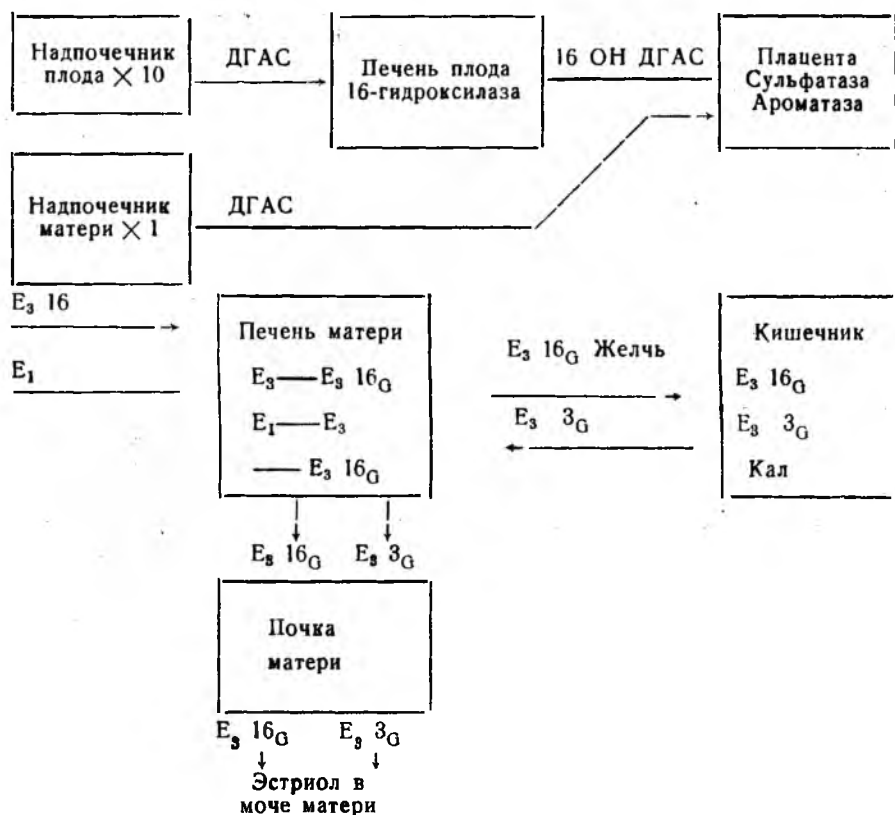 Надпочечник
плода × 10
ДГАС
Печень плода
16-гидроксилаза
16 ОН ДГАС
Плацента
Сульфатаза
Ароматаза
Надпочечник
матери × 1
ДГАС
E₃ 16
E₁
Печень матери
E₃ — E₃ 16G
E₁ — E₃
— E₃ 16G
E₃ 16G Желчь
E₃ 3G
Кишечник
E₃ 16G
E₃ 3G
Кал
E₃ 16G E₃ 3G
Почка
матери
E₃ 16G E₃ 3G
Эстриол в
моче матери